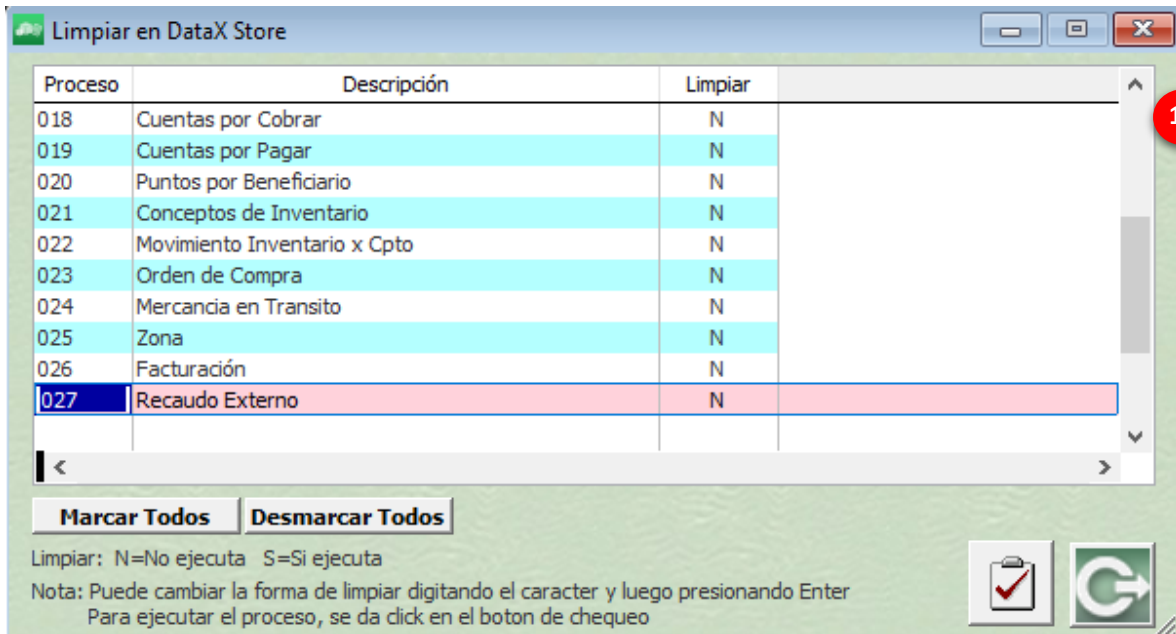 Limpiar en DataX Store
Proceso Descripción Limpiar
1
018 Cuentas por Cobrar N
019 Cuentas por Pagar N
020 Puntos por Beneficiario N
021 Conceptos de Inventario N
022 Movimiento Inventario x Cpto N
023 Orden de Compra N
024 Mercancia en Transito N
025 Zona N
026 Facturación N
027 Recaudo Externo N
Marcar Todos Desmarcar Todos
Limpiar: N=No ejecuta S=Si ejecuta
Nota: Puede cambiar la forma de limpiar digitando el caracter y luego presionando Enter
Para ejecutar el proceso, se da click en el boton de chequeo